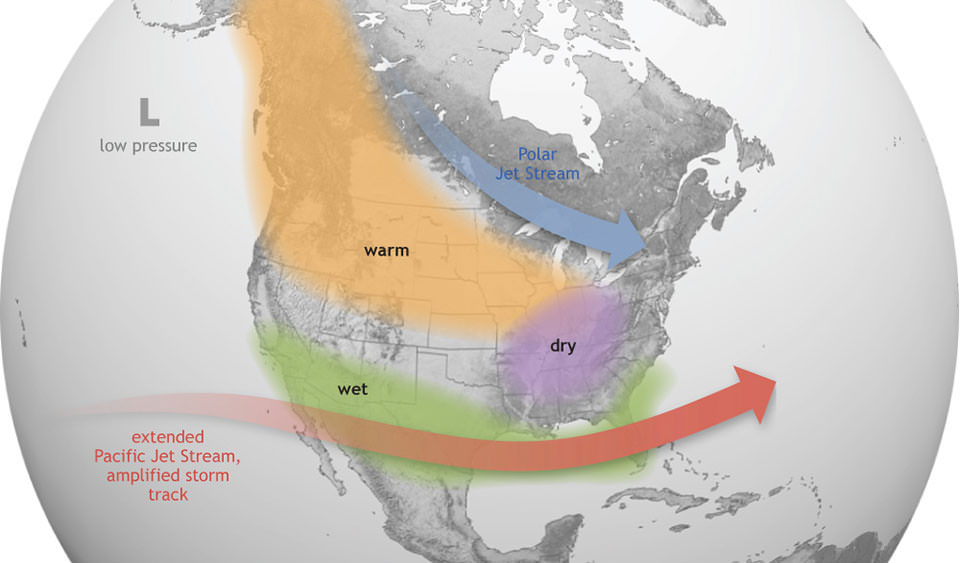 L
low pressure
Polar
Jet Stream
warm
dry
wet
extended
Pacific Jet Stream,
amplified storm
track